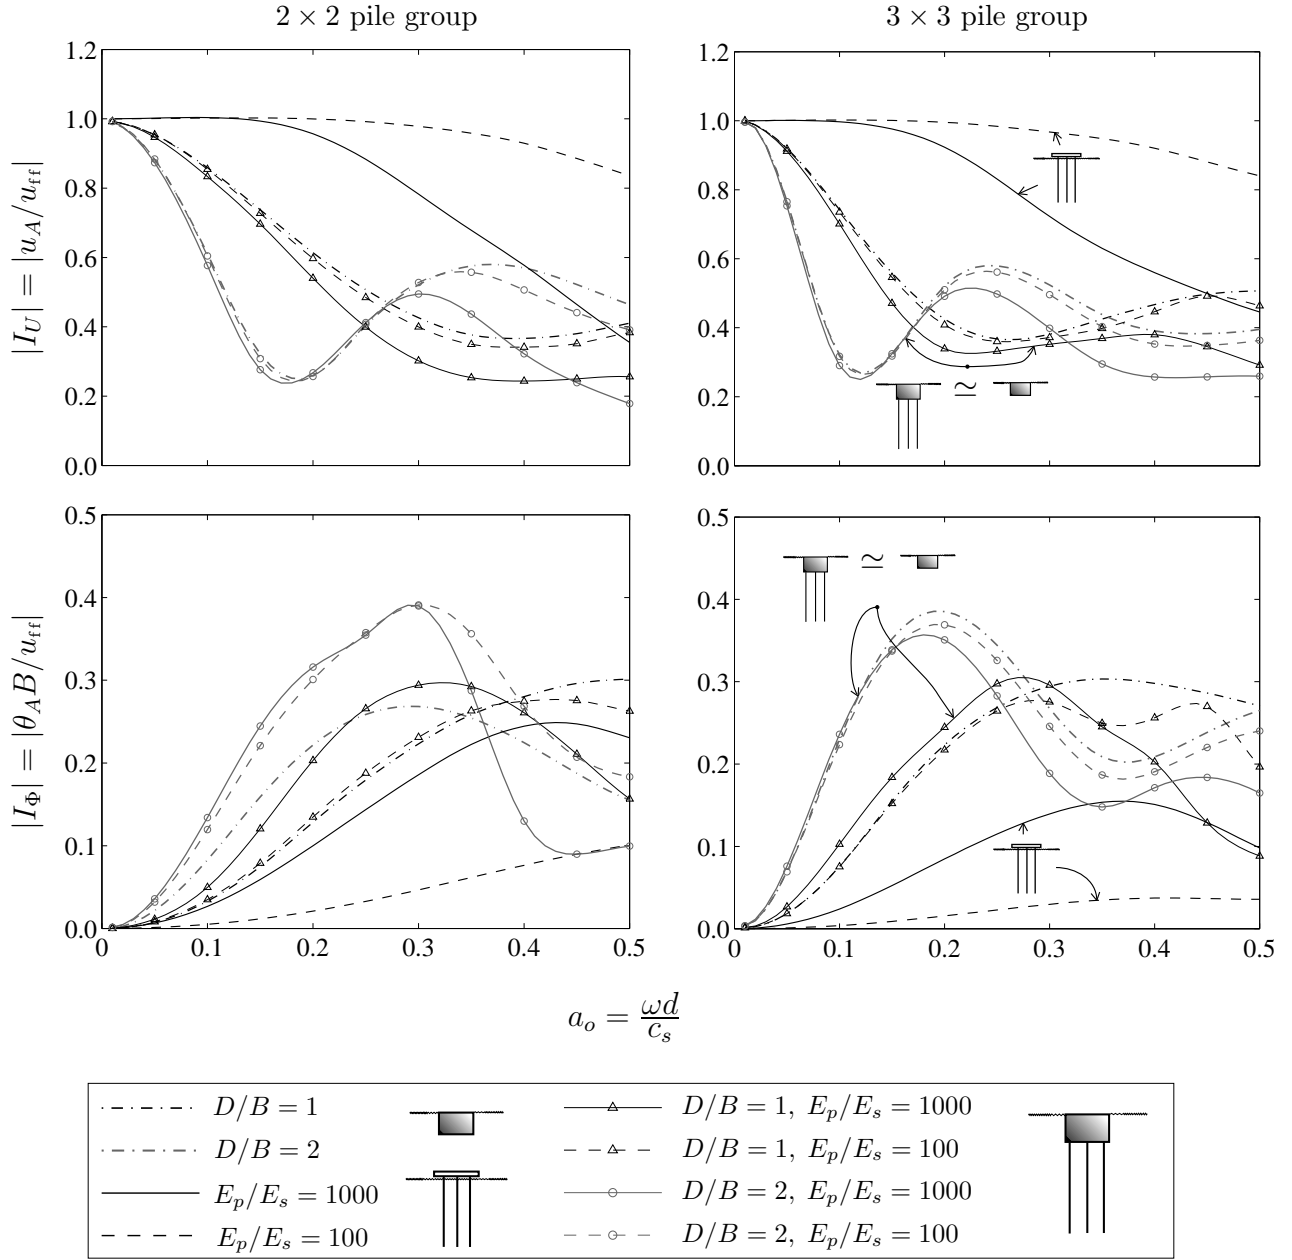 2 × 2 pile group
3 × 3 pile group
|I_U| = |u_A/u_ff|
1.2
1.0
0.8
0.6
0.4
0.2
0.0
1.2
1.0
0.8
0.6
0.4
0.2
0.0
≃
|I_Φ| = |θ_A B/u_ff|
0.5
0.4
0.3
0.2
0.1
0.0
0 0.1 0.2 0.3 0.4 0.5
0.5
0.4
0.3
0.2
0.1
0.0
≃
0 0.1 0.2 0.3 0.4 0.5
a_o = ωd/c_s
D/B = 1
D/B = 2
E_p/E_s = 1000
E_p/E_s = 100
D/B = 1, E_p/E_s = 1000
D/B = 1, E_p/E_s = 100
D/B = 2, E_p/E_s = 1000
D/B = 2, E_p/E_s = 100